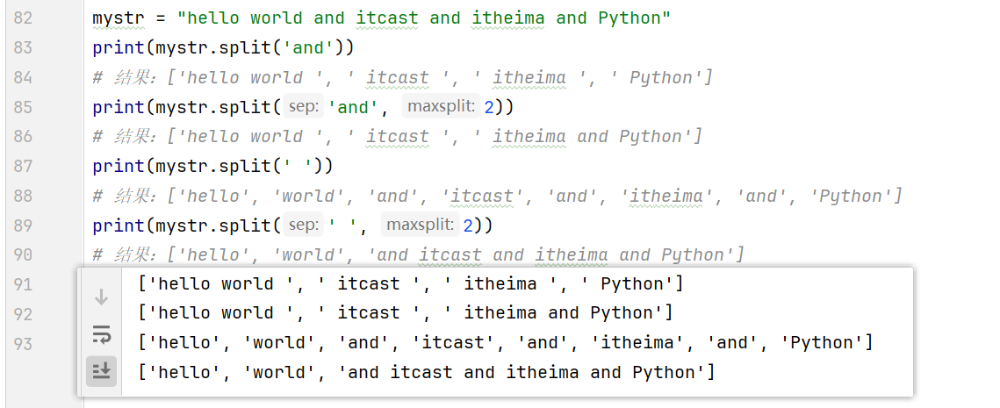 82 mystr = "hello world and itcast and itheima and Python"
83 print(mystr.split('and'))
84 # 结果：['hello world ', ' itcast ', ' itheima ', ' Python']
85 print(mystr.split( sep: 'and', maxsplit: 2))
86 # 结果：['hello world ', ' itcast ', ' itheima and Python']
87 print(mystr.split(' '))
88 # 结果：['hello', 'world', 'and', 'itcast', 'and', 'itheima', 'and', 'Python']
89 print(mystr.split( sep: ' ', maxsplit: 2))
90 # 结果：['hello', 'world', 'and itcast and itheima and Python']
91 ['hello world ', ' itcast ', ' itheima ', ' Python']
92 ['hello world ', ' itcast ', ' itheima and Python']
93 ['hello', 'world', 'and', 'itcast', 'and', 'itheima', 'and', 'Python']
['hello', 'world', 'and itcast and itheima and Python']